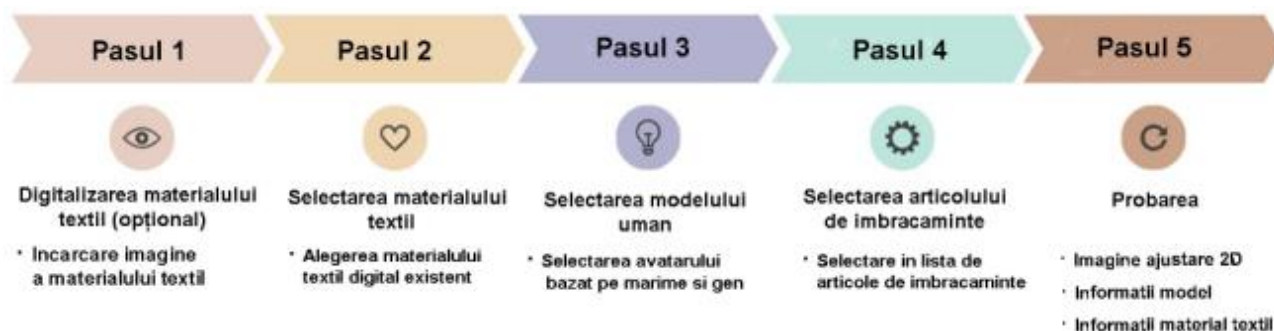 Pasul 1
Pasul 2
Pasul 3
Pasul 4
Pasul 5
Digitalizarea materialului
textil (opțional)
• Incarcare imagine
a materialului textil
Selectarea materialului
textil
• Alegerea materialului
textil digital existent
Selectarea modelului
uman
• Selectarea avatarului
bazat pe marime si gen
Selectarea articolului
de imbracaminte
• Selectare in lista de
articole de imbracaminte
Probarea
• Imagine ajustare 2D
• Informatii model
• Informatii material textil